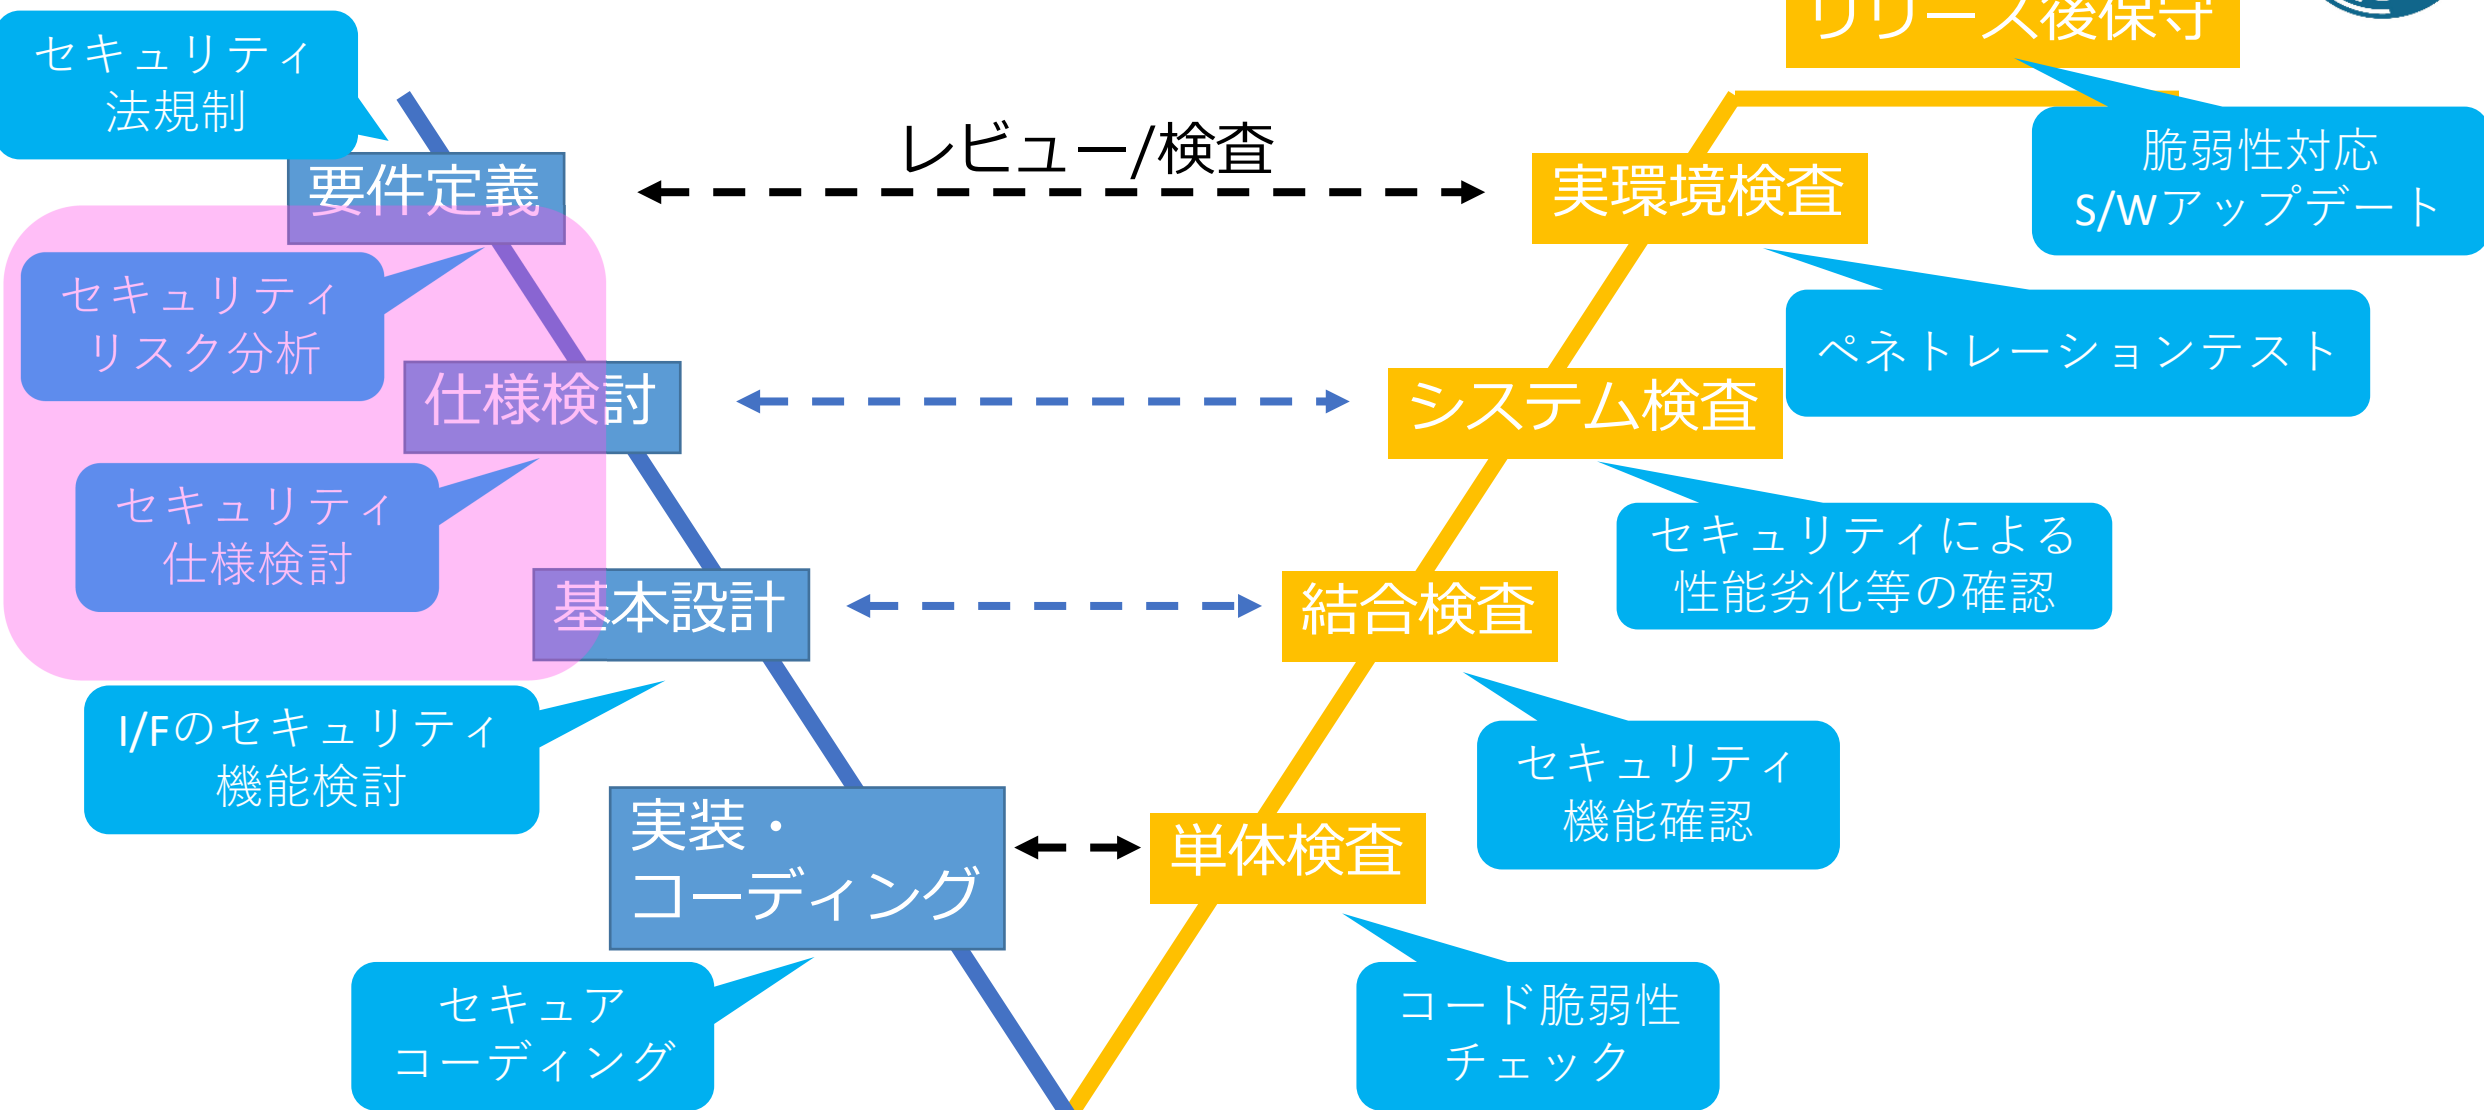 リリース後保守
セキュリティ
法規制
レビュー/検査
要件定義
実環境検査
脆弱性対応
S/Wアップデート
セキュリティ
リスク分析
ペネトレーションテスト
仕様検討
システム検査
セキュリティ
仕様検討
セキュリティによる
性能劣化等の確認
基本設計
結合検査
I/Fのセキュリティ
機能検討
セキュリティ
機能確認
実装・
コーディング
単体検査
セキュア
コーディング
コード脆弱性
チェック